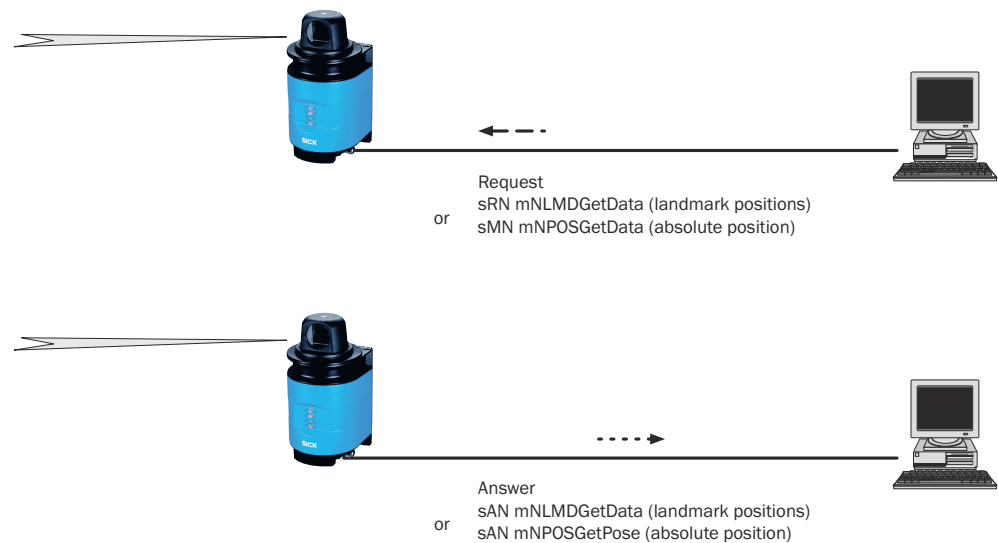 SICK
Request
sRN mNLMDGetData (landmark positions)
or
sMN mNPOSGetData (absolute position)
SICK
Answer
sAN mNLMDGetData (landmark positions)
or
sAN mNPOSGetPose (absolute position)